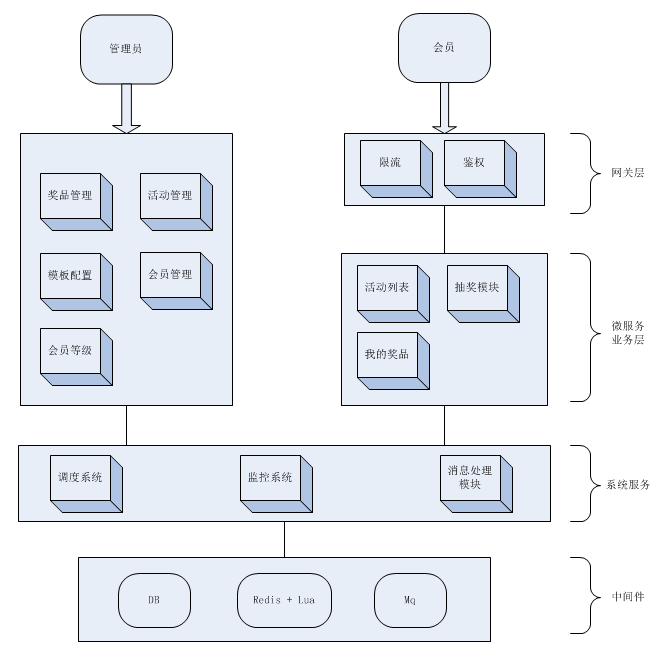 管理员
会员
限流
鉴权
网关层
奖品管理
活动管理
模板配置
会员管理
会员等级
活动列表
抽奖模块
我的奖品
微服务
业务层
调度系统
监控系统
消息处理
模块
系统服务
DB
Redis + Lua
Mq
中间件